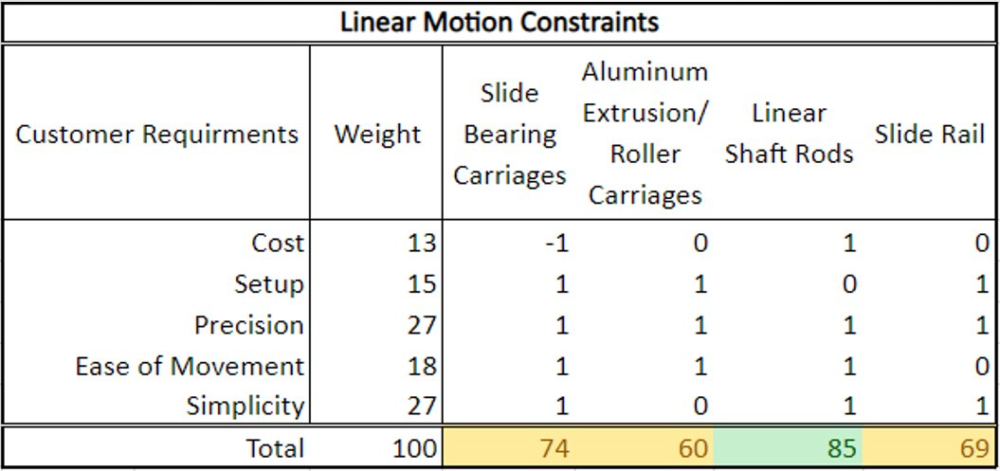 Linear Motion Constraints
Customer Requirments Weight Slide Bearing Carriages Aluminum Extrusion/ Roller Carriages Linear Shaft Rods Slide Rail
Cost 13 -1 0 1 0
Setup 15 1 1 0 1
Precision 27 1 1 1 1
Ease of Movement 18 1 1 1 0
Simplicity 27 1 0 1 1
Total 100 74 60 85 69